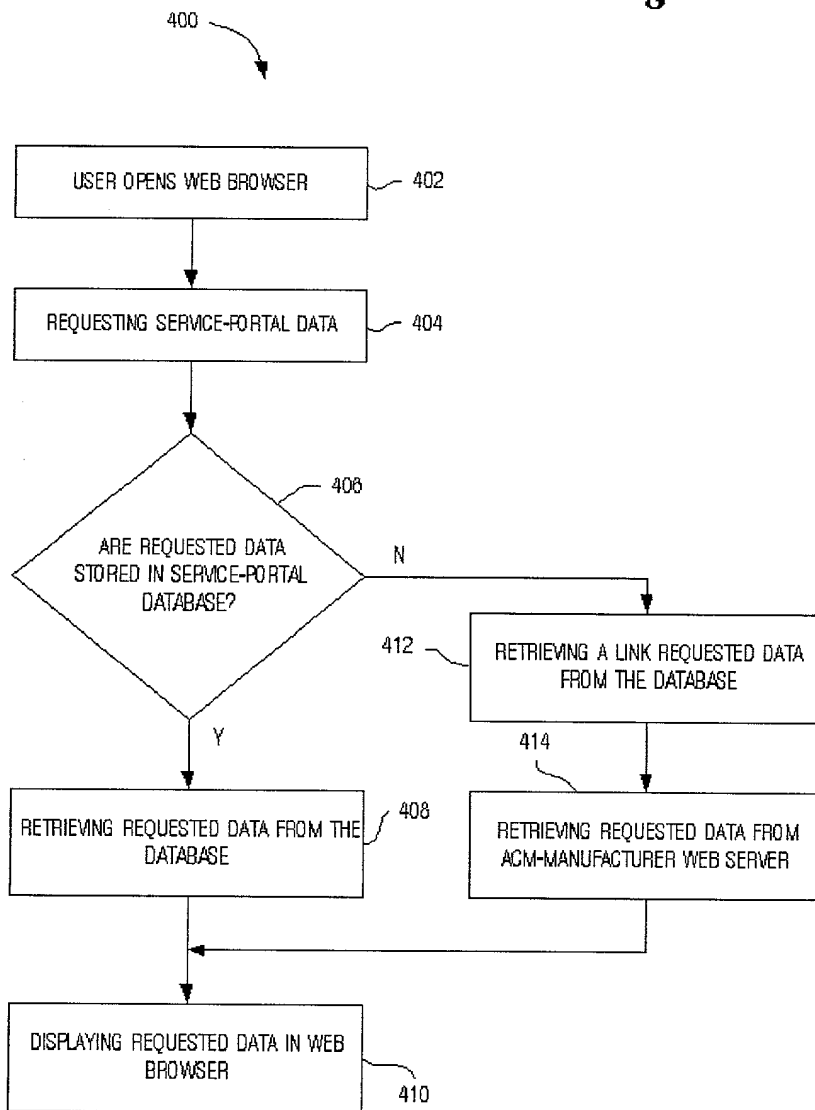 400
USER OPENS WEB BROWSER
402
REQUESTING SERVICE-PORTAL DATA
404
406
ARE REQUESTED DATA
STORED IN SERVICE-PORTAL
DATABASE?
N
412
RETRIEVING A LINK REQUESTED DATA
FROM THE DATABASE
Y
414
RETRIEVING REQUESTED DATA FROM THE
DATABASE
408
RETRIEVING REQUESTED DATA FROM
ACM-MANUFACTURER WEB SERVER
DISPLAYING REQUESTED DATA IN WEB
BROWSER
410